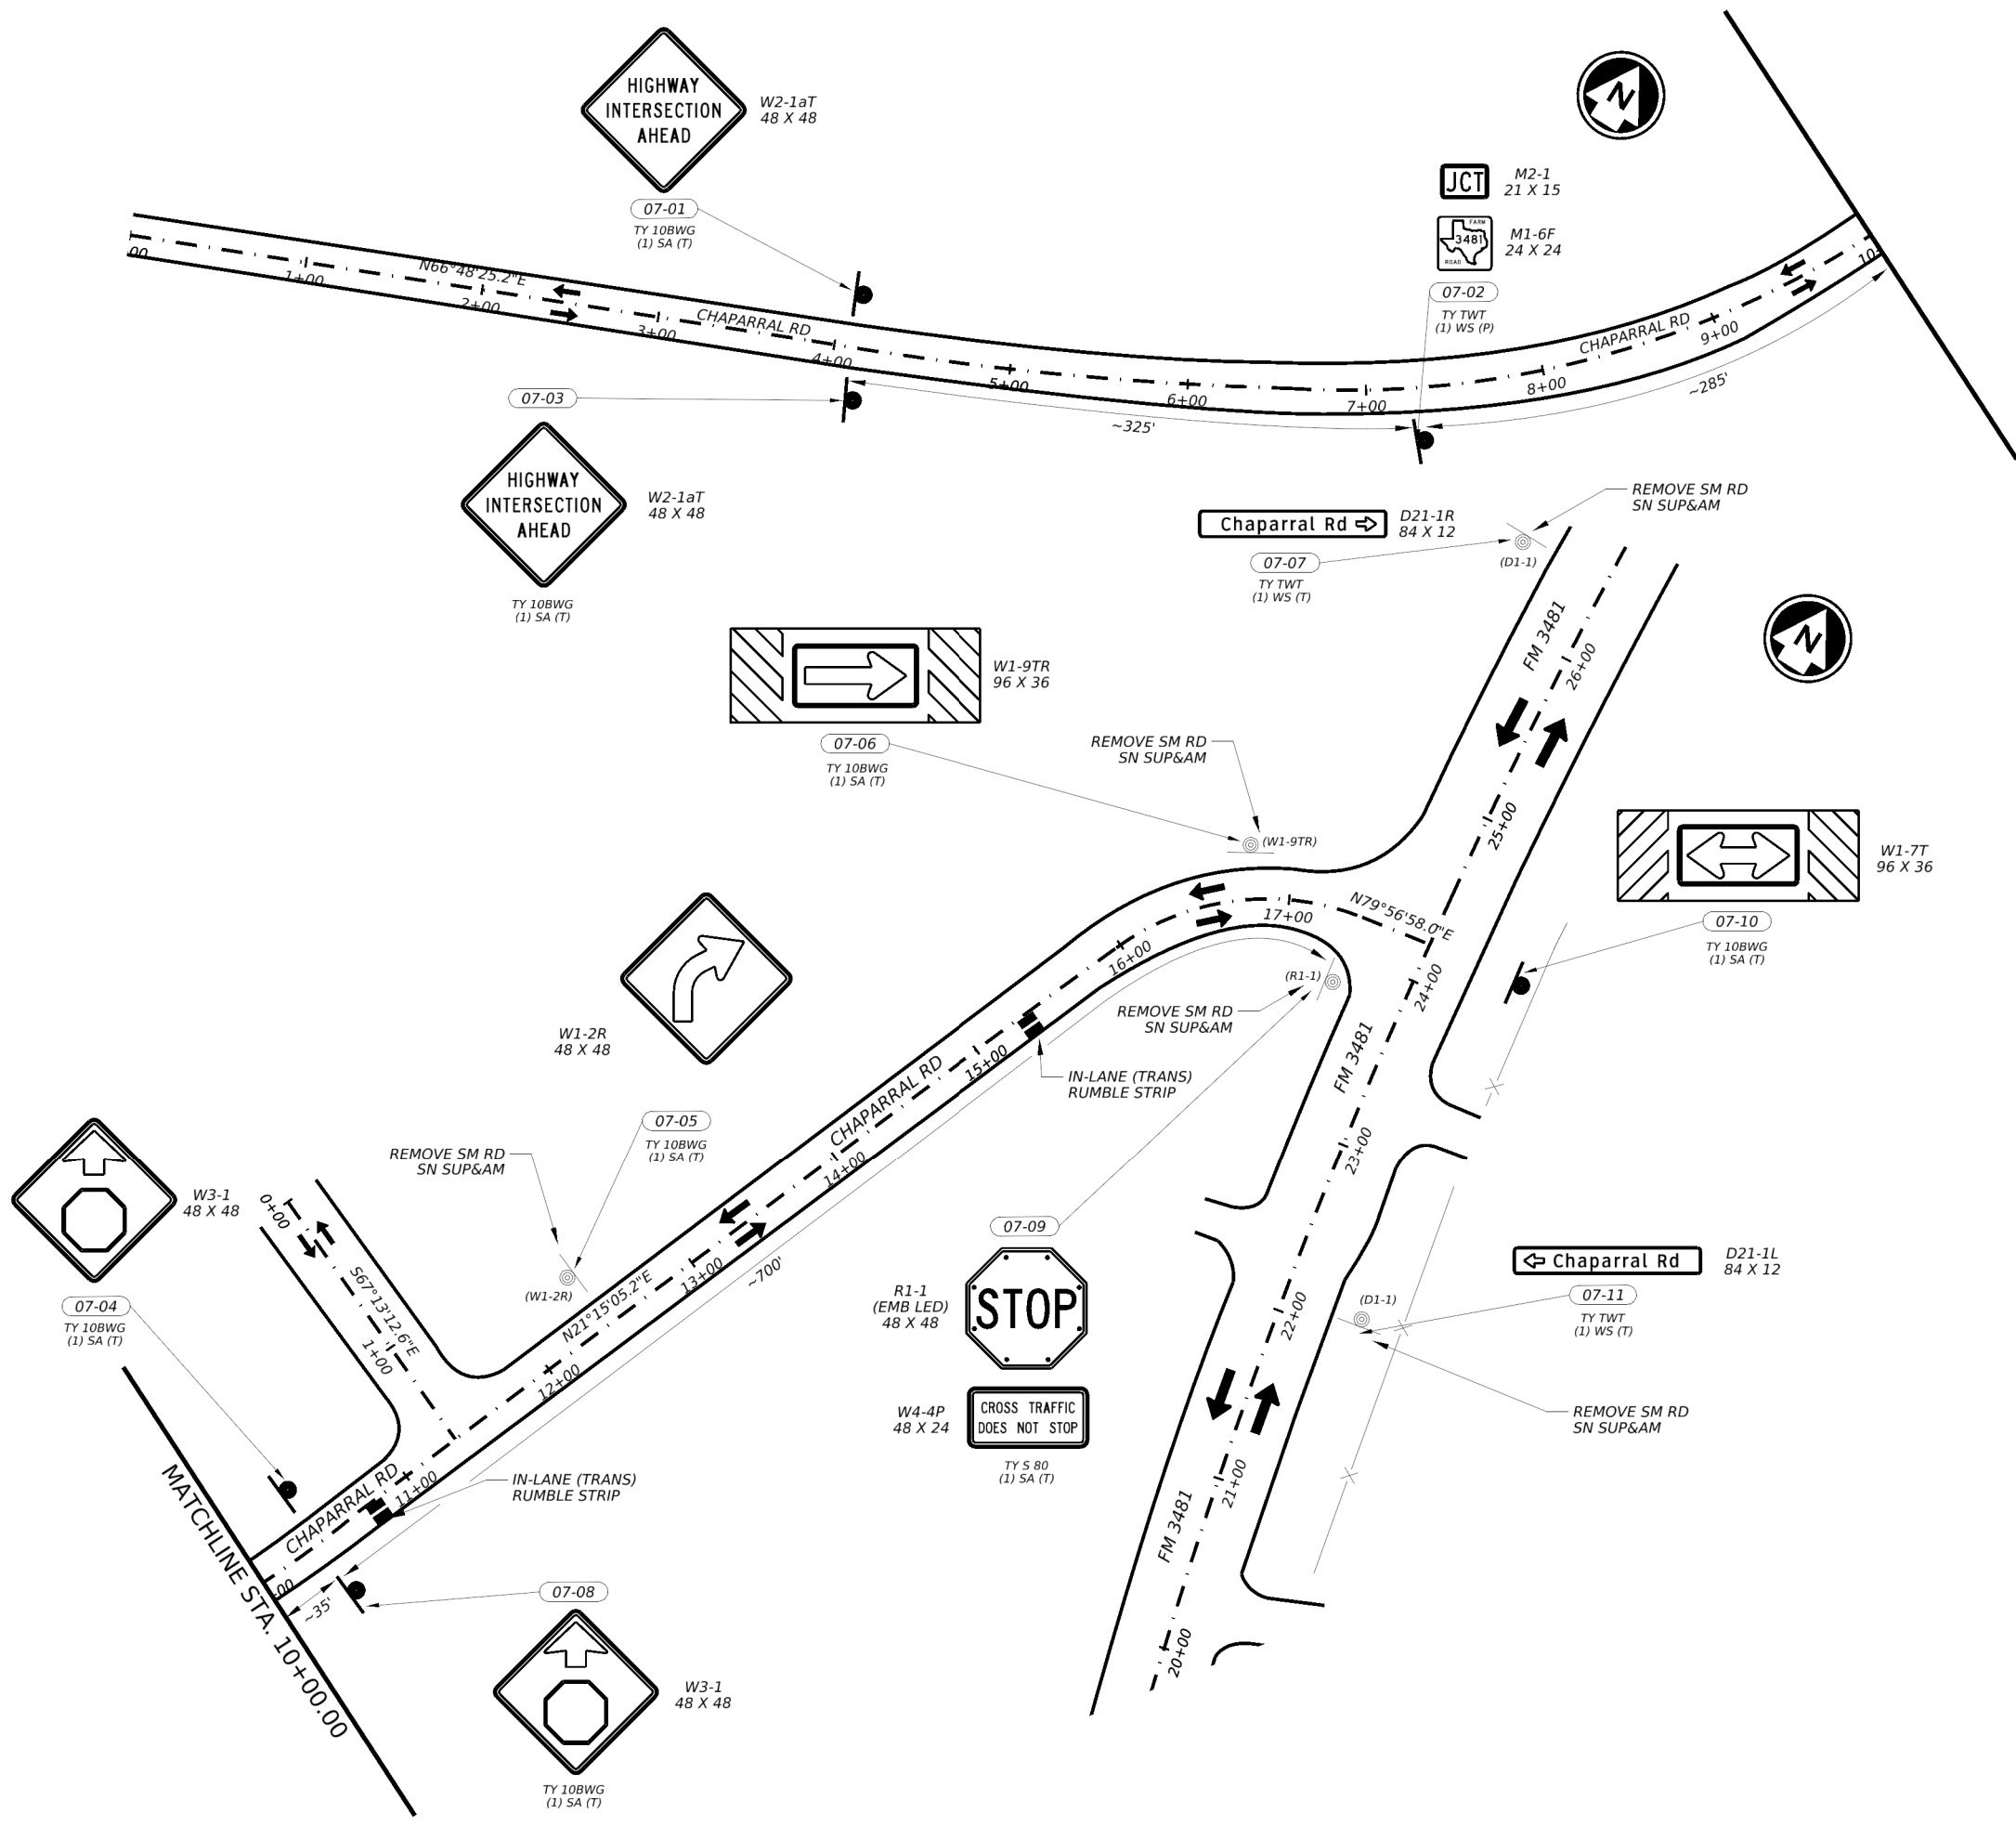 HIGHWAY
INTERSECTION
AHEAD
W2-1aT
48 X 48
07-01
TY 10BWG
(1) SA (T)
N
JCT
M2-1
21 X 15
FARM
3481
ROAD
M1-6F
24 X 24
07-02
TY TWT
(1) WS (P)
00
1+00
N66°48'25.2"E
2+00
3+00
CHAPARRAL RD
4+00
5+00
6+00
7+00
8+00
CHAPARRAL RD
9+00
10
~325'
~285'
07-03
HIGHWAY
INTERSECTION
AHEAD
W2-1aT
48 X 48
TY 10BWG
(1) SA (T)
Chaparral Rd
D21-1R
84 X 12
07-07
TY TWT
(1) WS (T)
(D1-1)
REMOVE SM RD
SN SUP&AM
N
W1-9TR
96 X 36
07-06
TY 10BWG
(1) SA (T)
REMOVE SM RD
SN SUP&AM
(W1-9TR)
FM 3481
26+00
25+00
W1-7T
96 X 36
07-10
TY 10BWG
(1) SA (T)
N79°56'58.0"E
17+00
16+00
24+00
(R1-1)
REMOVE SM RD
SN SUP&AM
W1-2R
48 X 48
07-05
TY 10BWG
(1) SA (T)
REMOVE SM RD
SN SUP&AM
(W1-2R)
CHAPARRAL RD
15+00
14+00
IN-LANE (TRANS)
RUMBLE STRIP
FM 3481
23+00
W3-1
48 X 48
07-04
TY 10BWG
(1) SA (T)
0+00
S67°13'12.6"E
1+00
N21°15'05.2"E
13+00
~700'
12+00
11+00
CHAPARRAL RD
00
~35'
MATCHLINE STA. 10+00.00
IN-LANE (TRANS)
RUMBLE STRIP
07-08
W3-1
48 X 48
TY 10BWG
(1) SA (T)
07-09
R1-1
(EMB LED)
48 X 48
STOP
W4-4P
48 X 24
CROSS TRAFFIC
DOES NOT STOP
TY S 80
(1) SA (T)
22+00
(D1-1)
Chaparral Rd
D21-1L
84 X 12
07-11
TY TWT
(1) WS (T)
REMOVE SM RD
SN SUP&AM
21+00
FM 3481
20+00